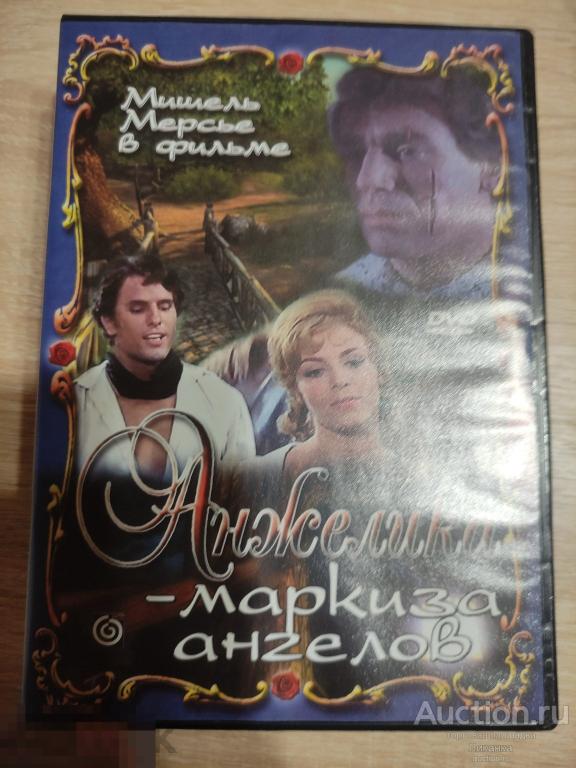 Мишель
Мерсье
в фильме
DVD
Анжелика
-маркиза
ангелов
Auction.ru